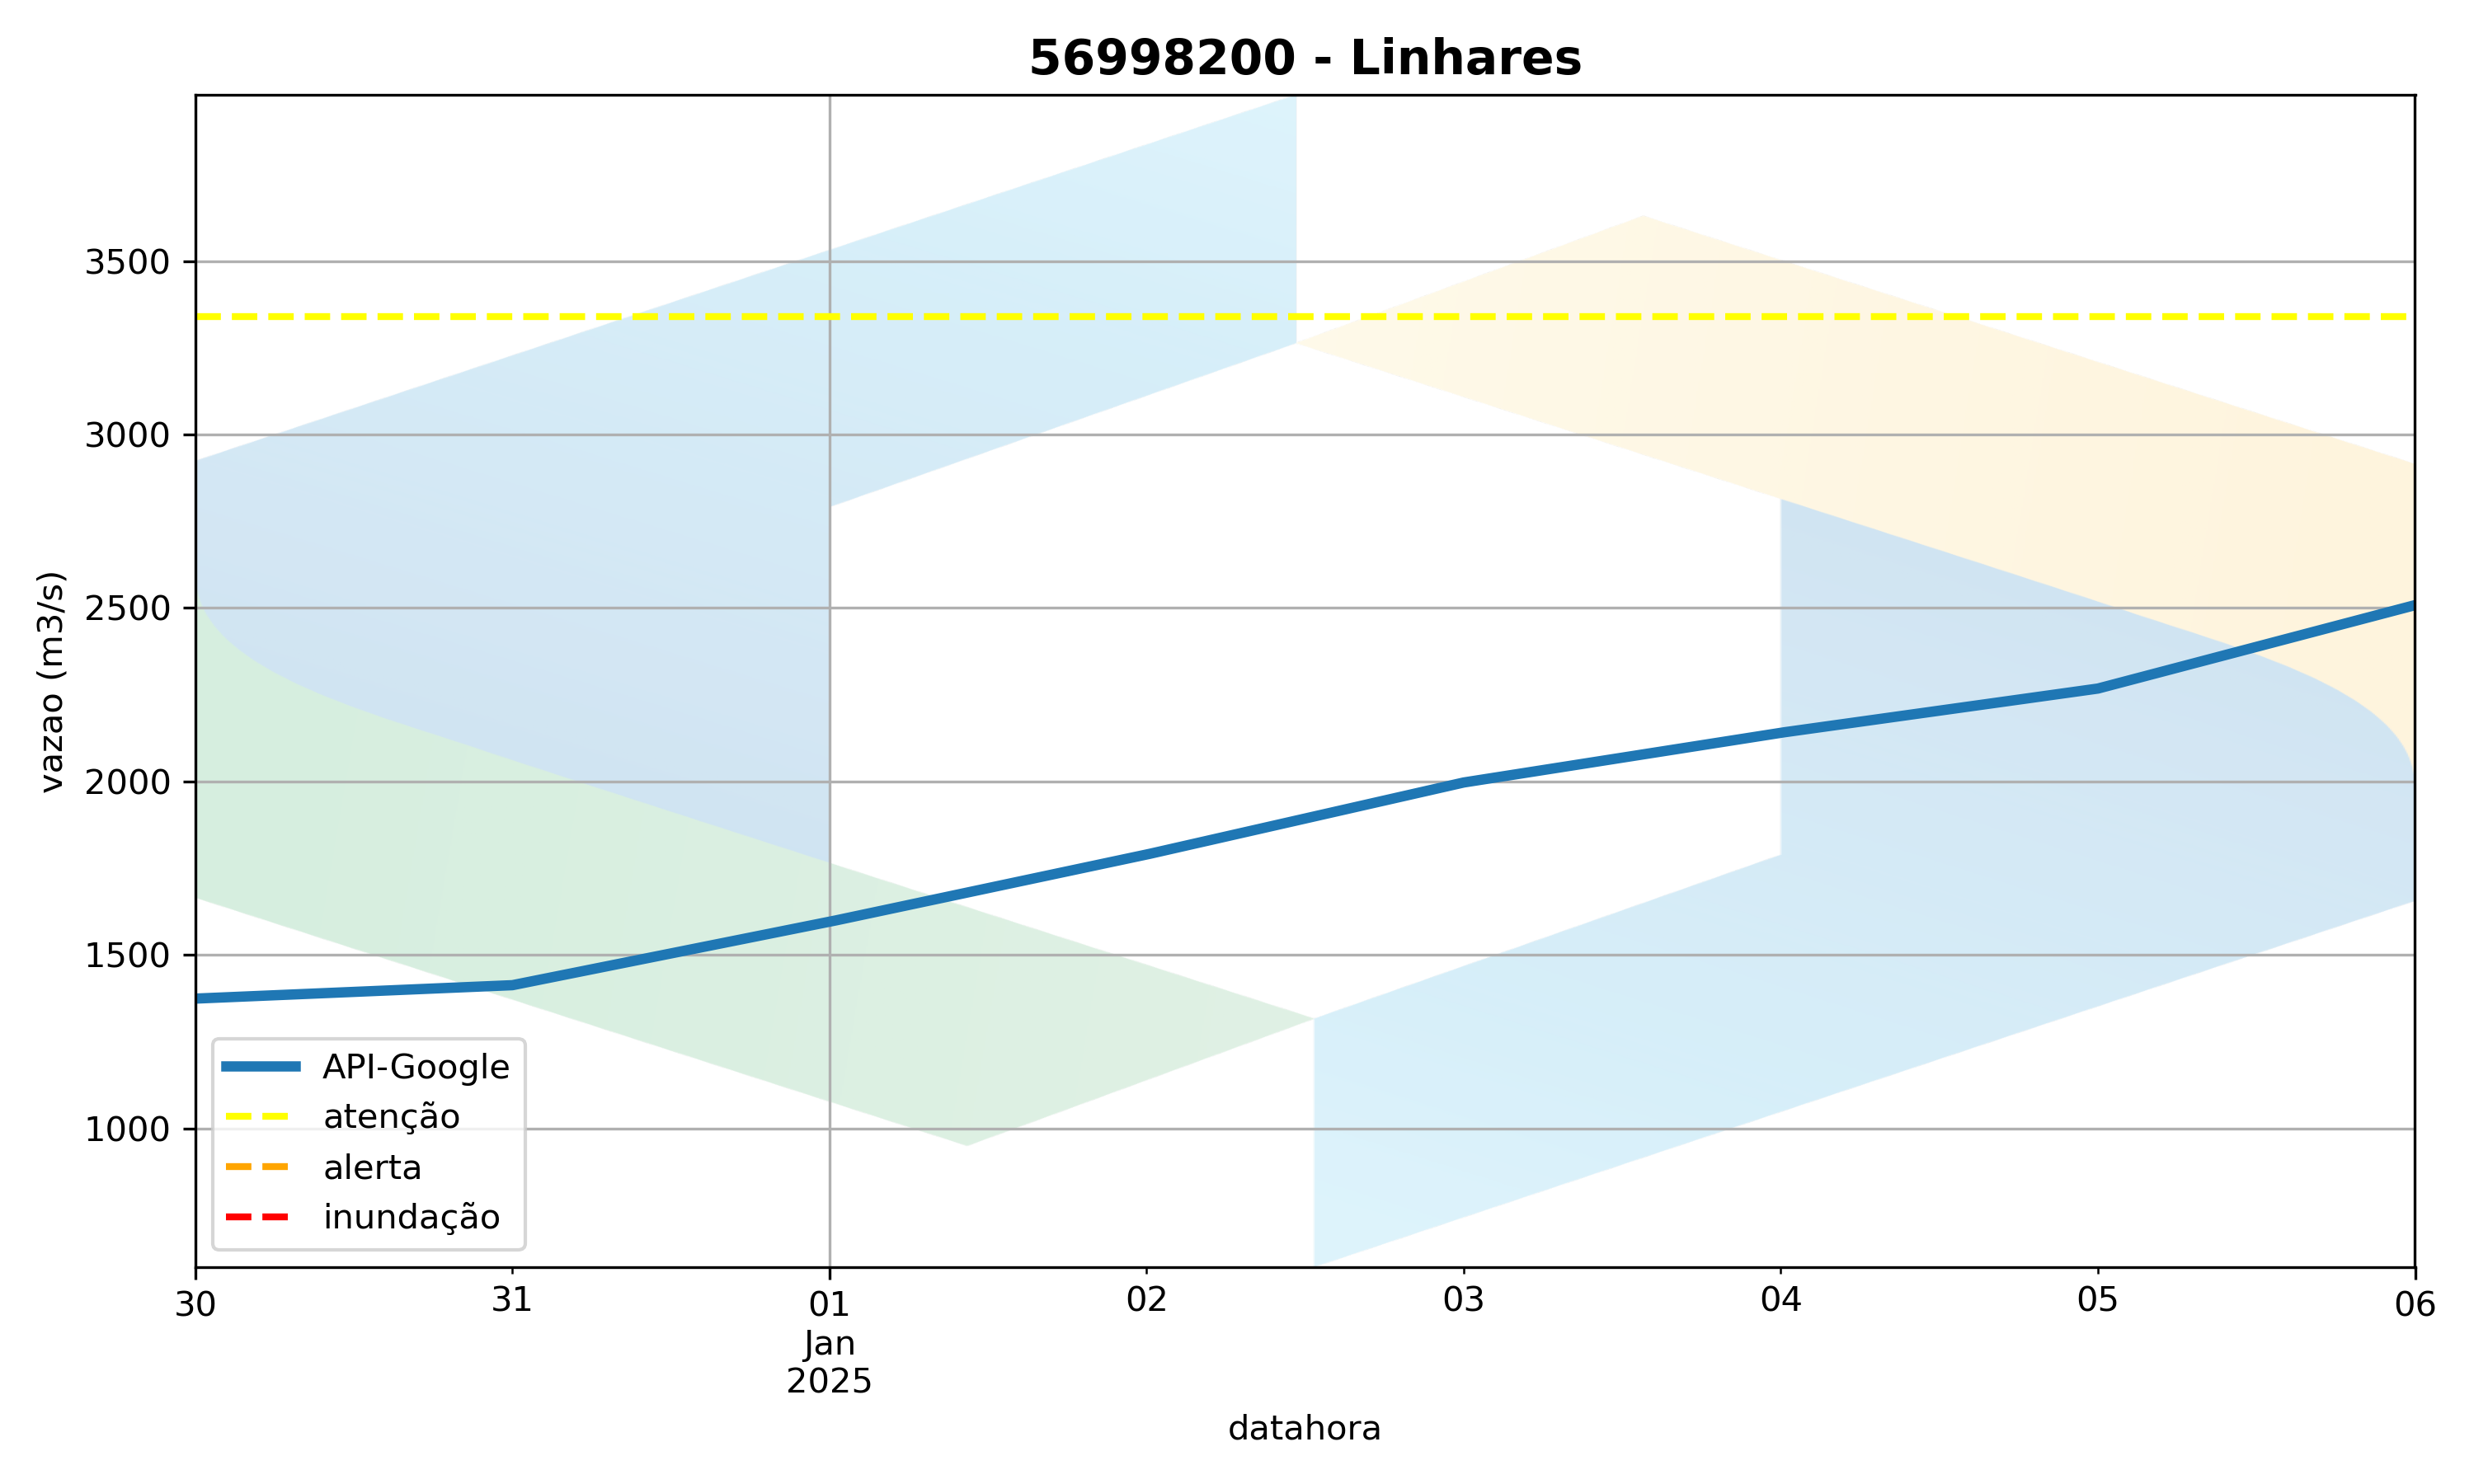 56998200 - Linhares
vazao (m3/s)
3500
3000
2500
2000
1500
1000
API-Google
atenção
alerta
inundação
30 31 01 02 03 04 05 06
Jan
2025
datahora